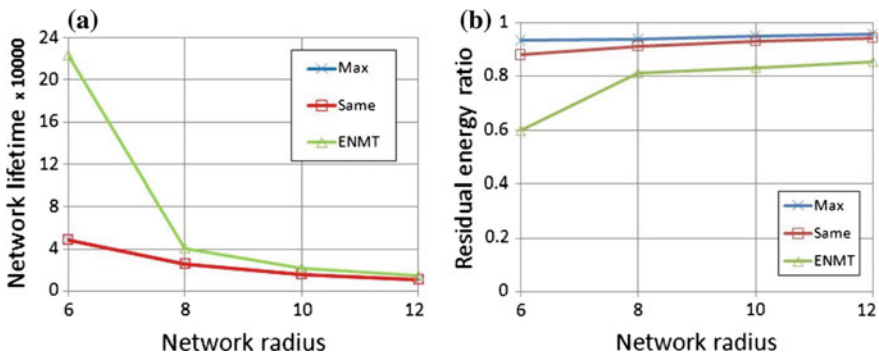 (a)
Network lifetime x 10000
24
20
16
12
8
4
0
6 8 10 12
Network radius
Max
Same
ENMT
(b)
Residual energy ratio
1
0.8
0.6
0.4
0.2
0
6 8 10 12
Network radius
Max
Same
ENMT